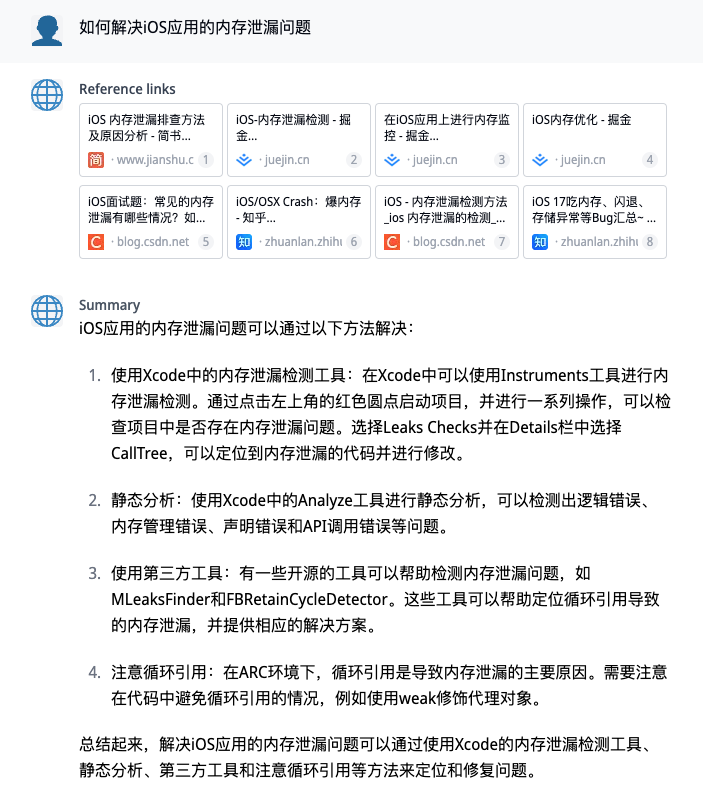 如何解决iOS应用的内存泄漏问题
Reference links
iOS 内存泄漏排查方法
及原因分析 - 简书...
简 · www.jianshu.c 1
iOS-内存泄漏检测 - 掘
金...
· juejin.cn 2
在iOS应用上进行内存监
控 - 掘金...
· juejin.cn 3
iOS内存优化 - 掘金
· juejin.cn 4
iOS面试题：常见的内存
泄漏有哪些情况？如...
C · blog.csdn.net 5
iOS/OSX Crash：爆内存
- 知乎...
知 · zhuanlan.zhihu 6
iOS - 内存泄漏检测方法
_ios 内存泄漏的检测_...
C · blog.csdn.net 7
iOS 17吃内存、闪退、
存储异常等Bug汇总~ ...
知 · zhuanlan.zhihu 8
Summary
iOS应用的内存泄漏问题可以通过以下方法解决：
1. 使用Xcode中的内存泄漏检测工具：在Xcode中可以使用Instruments工具进行内
存泄漏检测。通过点击左上角的红色圆点启动项目，并进行一系列操作，可以检
查项目中是否存在内存泄漏问题。选择Leaks Checks并在Details栏中选择
CallTree，可以定位到内存泄漏的代码并进行修改。
2. 静态分析：使用Xcode中的Analyze工具进行静态分析，可以检测出逻辑错误、
内存管理错误、声明错误和API调用错误等问题。
3. 使用第三方工具：有一些开源的工具可以帮助检测内存泄漏问题，如
MLeaksFinder和FBRetainCycleDetector。这些工具可以帮助定位循环引用导致
的内存泄漏，并提供相应的解决方案。
4. 注意循环引用：在ARC环境下，循环引用是导致内存泄漏的主要原因。需要注意
在代码中避免循环引用的情况，例如使用weak修饰代理对象。
总结起来，解决iOS应用的内存泄漏问题可以通过使用Xcode的内存泄漏检测工具、
静态分析、第三方工具和注意循环引用等方法来定位和修复问题。